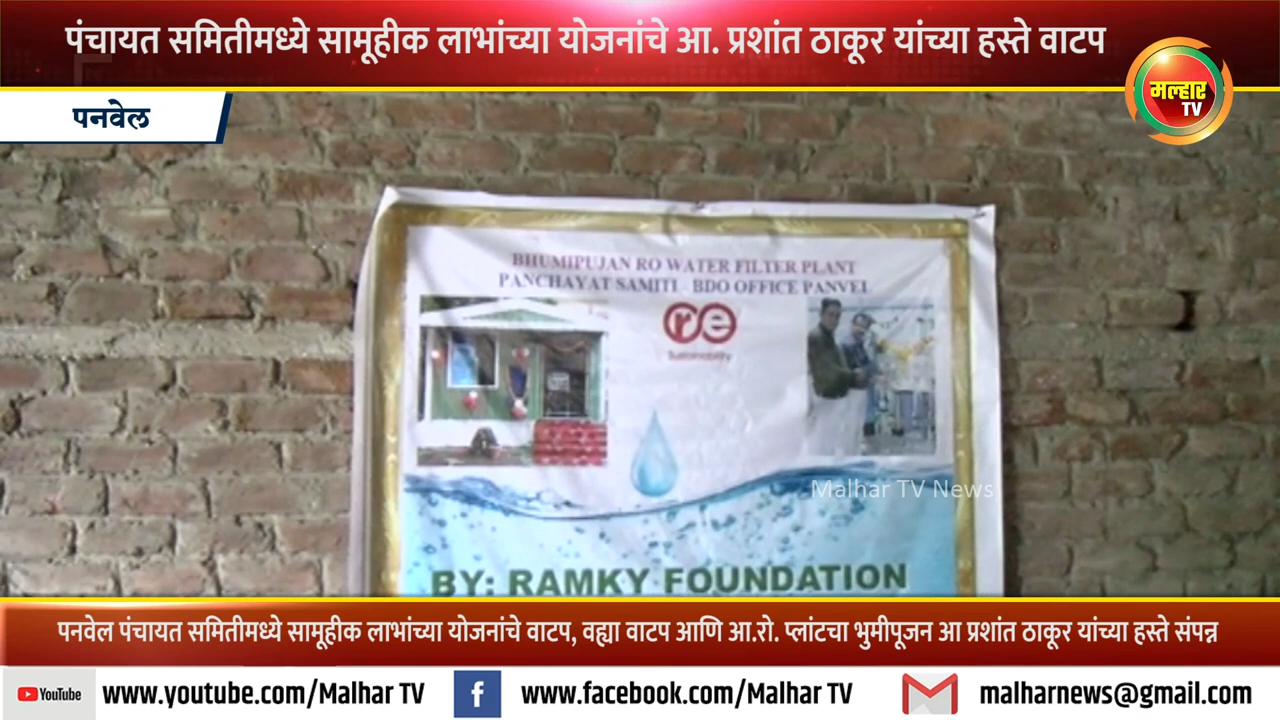 पंचायत समितीमध्ये सामूहीक लाभांच्या योजनांचे आ. प्रशांत ठाकूर यांच्या हस्ते वाटप
मल्हार
TV
पनवेल
BHUMIPUJAN RO WATER FILTER PLANT
PANCHAYAT SAMITI BDO OFFICE PANVEL
re
Sustainability
Malhar TV News
BY: RAMKY FOUNDATION
पनवेल पंचायत समितीमध्ये सामूहीक लाभांच्या योजनांचे वाटप, वह्या वाटप आणि आ.रो. प्लांटचा भुमीपूजन आ प्रशांत ठाकूर यांच्या हस्ते संपन्न
YouTube www.youtube.com/Malhar TV f www.facebook.com/Malhar TV malharnews@gmail.com